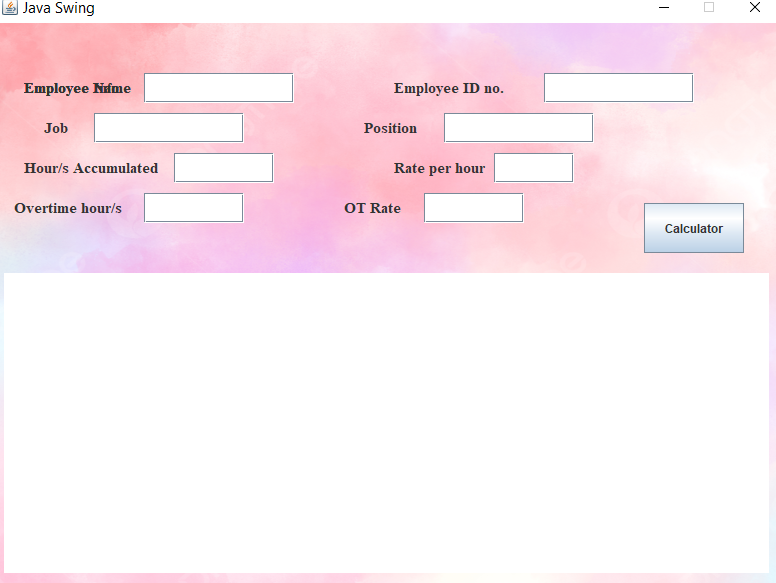 Java Swing
Employee Name Employee ID no.
Job Position
Hour/s Accumulated Rate per hour
Overtime hour/s OT Rate
Calculator